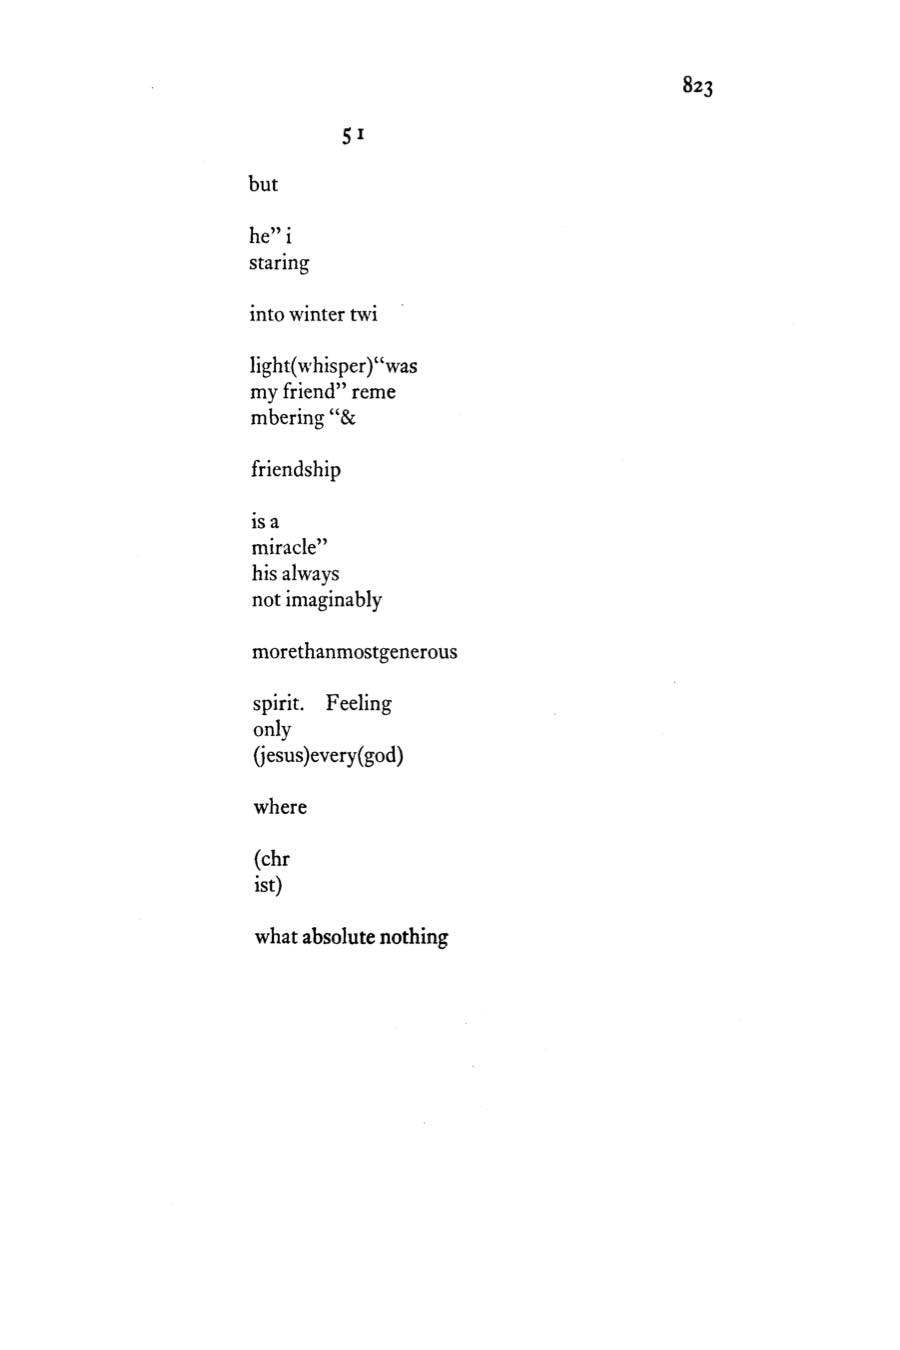 823
51
but
he” i
staring
into winter twi
light(whisper)“was
my friend” reme
mbering “&
friendship
is a
miracle”
his always
not imaginably
morethanmostgenerous
spirit.   Feeling
only
(jesus)every(god)
where
(chr
ist)
what absolute nothing